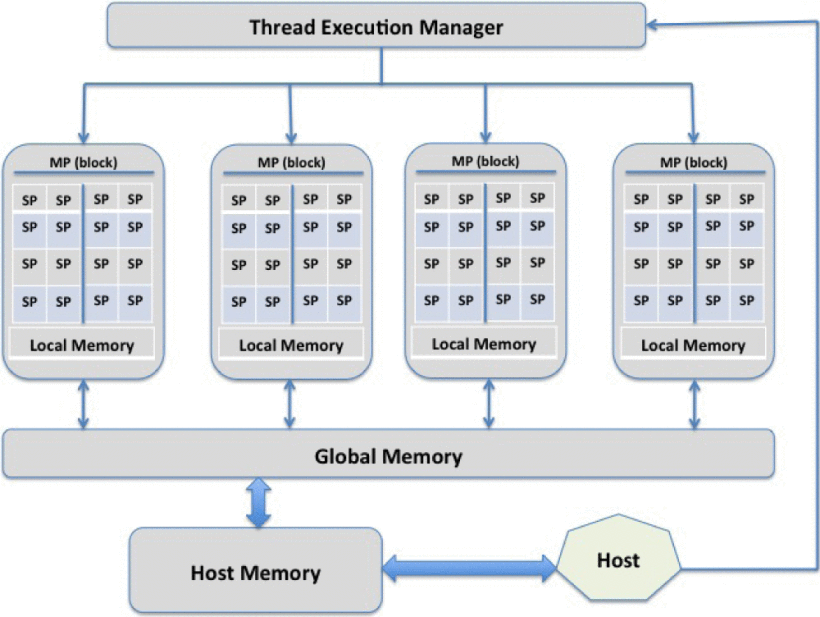 Thread Execution Manager
MP (block) MP (block) MP (block) MP (block)
SP SP SP SP SP SP SP SP SP SP SP SP SP SP SP SP
SP SP SP SP SP SP SP SP SP SP SP SP SP SP SP SP
SP SP SP SP SP SP SP SP SP SP SP SP SP SP SP SP
SP SP SP SP SP SP SP SP SP SP SP SP SP SP SP SP
Local Memory Local Memory Local Memory Local Memory
Global Memory
Host Memory Host